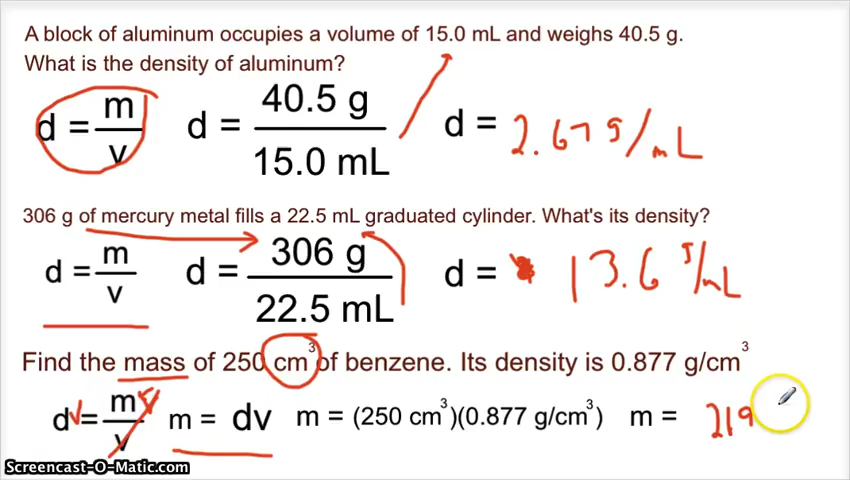 A block of aluminum occupies a volume of 15.0 mL and weighs 40.5 g.
What is the density of aluminum?
d = m/v d = 40.5 g/15.0 mL d = 2.67 g/mL
306 g of mercury metal fills a 22.5 mL graduated cylinder. What's its density?
d = m/v d = 306 g/22.5 mL d = 13.6 g/mL
Find the mass of 250 cm³ of benzene. Its density is 0.877 g/cm³
dv = mv/v m = dv m = (250 cm³)(0.877 g/cm³) m = 219
Screencast-O-Matic.com